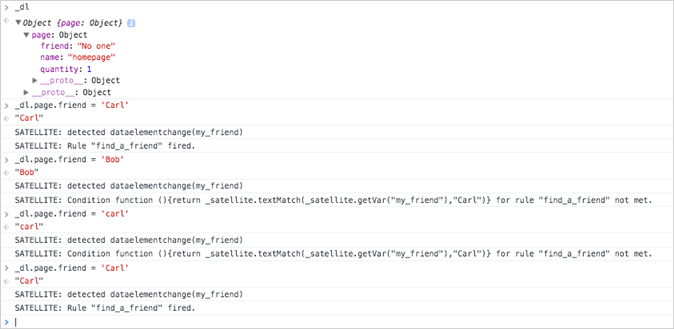 > _dl
▼Object {page: Object} i
▼page: Object
friend: "No one"
name: "homepage"
quantity: 1
▶__proto__: Object
▶__proto__: Object
> _dl.page.friend = 'Carl'
"Carl"
SATELLITE: detected dataelementchange(my_friend)
SATELLITE: Rule "find_a_friend" fired.
> _dl.page.friend = 'Bob'
"Bob"
SATELLITE: detected dataelementchange(my_friend)
SATELLITE: Condition function (){return _satellite.textMatch(_satellite.getVar("my_friend"),"Carl")} for rule "find_a_friend" not met.
> _dl.page.friend = 'carl'
"carl"
SATELLITE: detected dataelementchange(my_friend)
SATELLITE: Condition function (){return _satellite.textMatch(_satellite.getVar("my_friend"),"Carl")} for rule "find_a_friend" not met.
> _dl.page.friend = 'Carl'
"Carl"
SATELLITE: detected dataelementchange(my_friend)
SATELLITE: Rule "find_a_friend" fired.
>